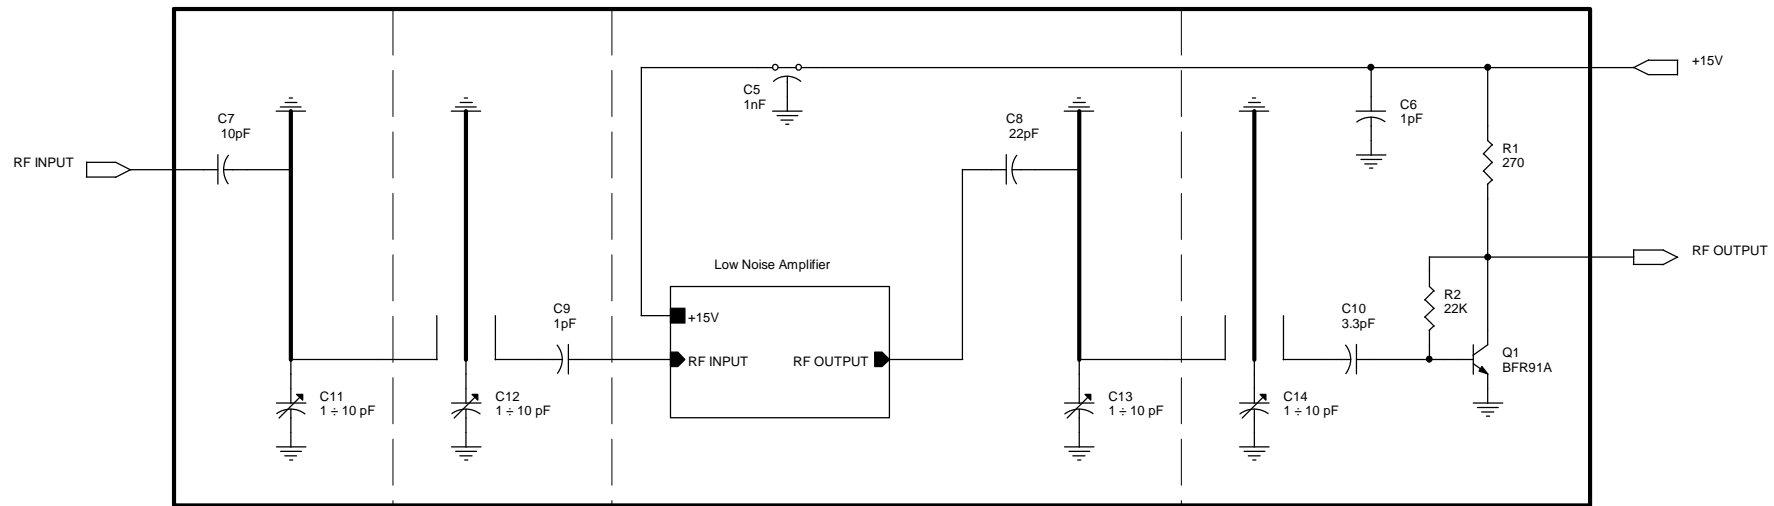 +15V
C5
1nF
C6
1pF
C7
10pF
C8
22pF
RF INPUT
R1
270
RF OUTPUT
Low Noise Amplifier
R2
22K
C9
1pF
C10
3.3pF
+15V
RF INPUT
RF OUTPUT
Q1
BFR91A
C11
1 ÷ 10 pF
C12
1 ÷ 10 pF
C13
1 ÷ 10 pF
C14
1 ÷ 10 pF